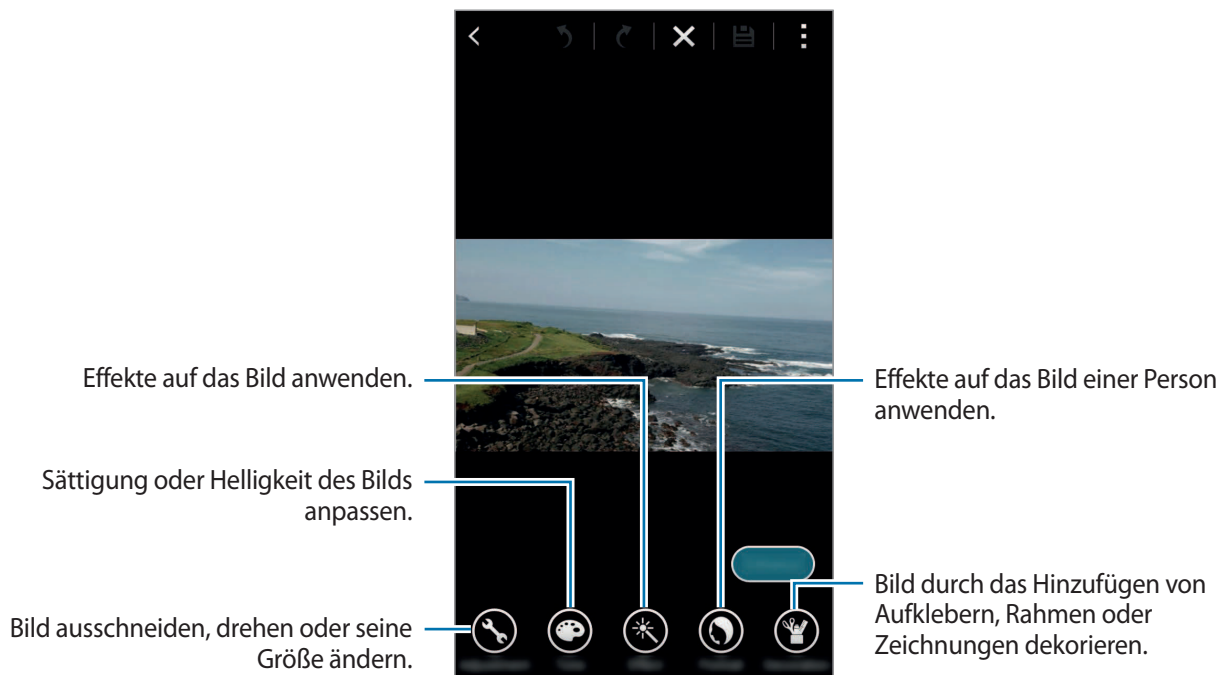 Effekte auf das Bild anwenden.
Sättigung oder Helligkeit des Bilds
anpassen.
Bild ausschneiden, drehen oder seine
Größe ändern.
Effekte auf das Bild einer Person
anwenden.
Bild durch das Hinzufügen von
Aufklebern, Rahmen oder
Zeichnungen dekorieren.